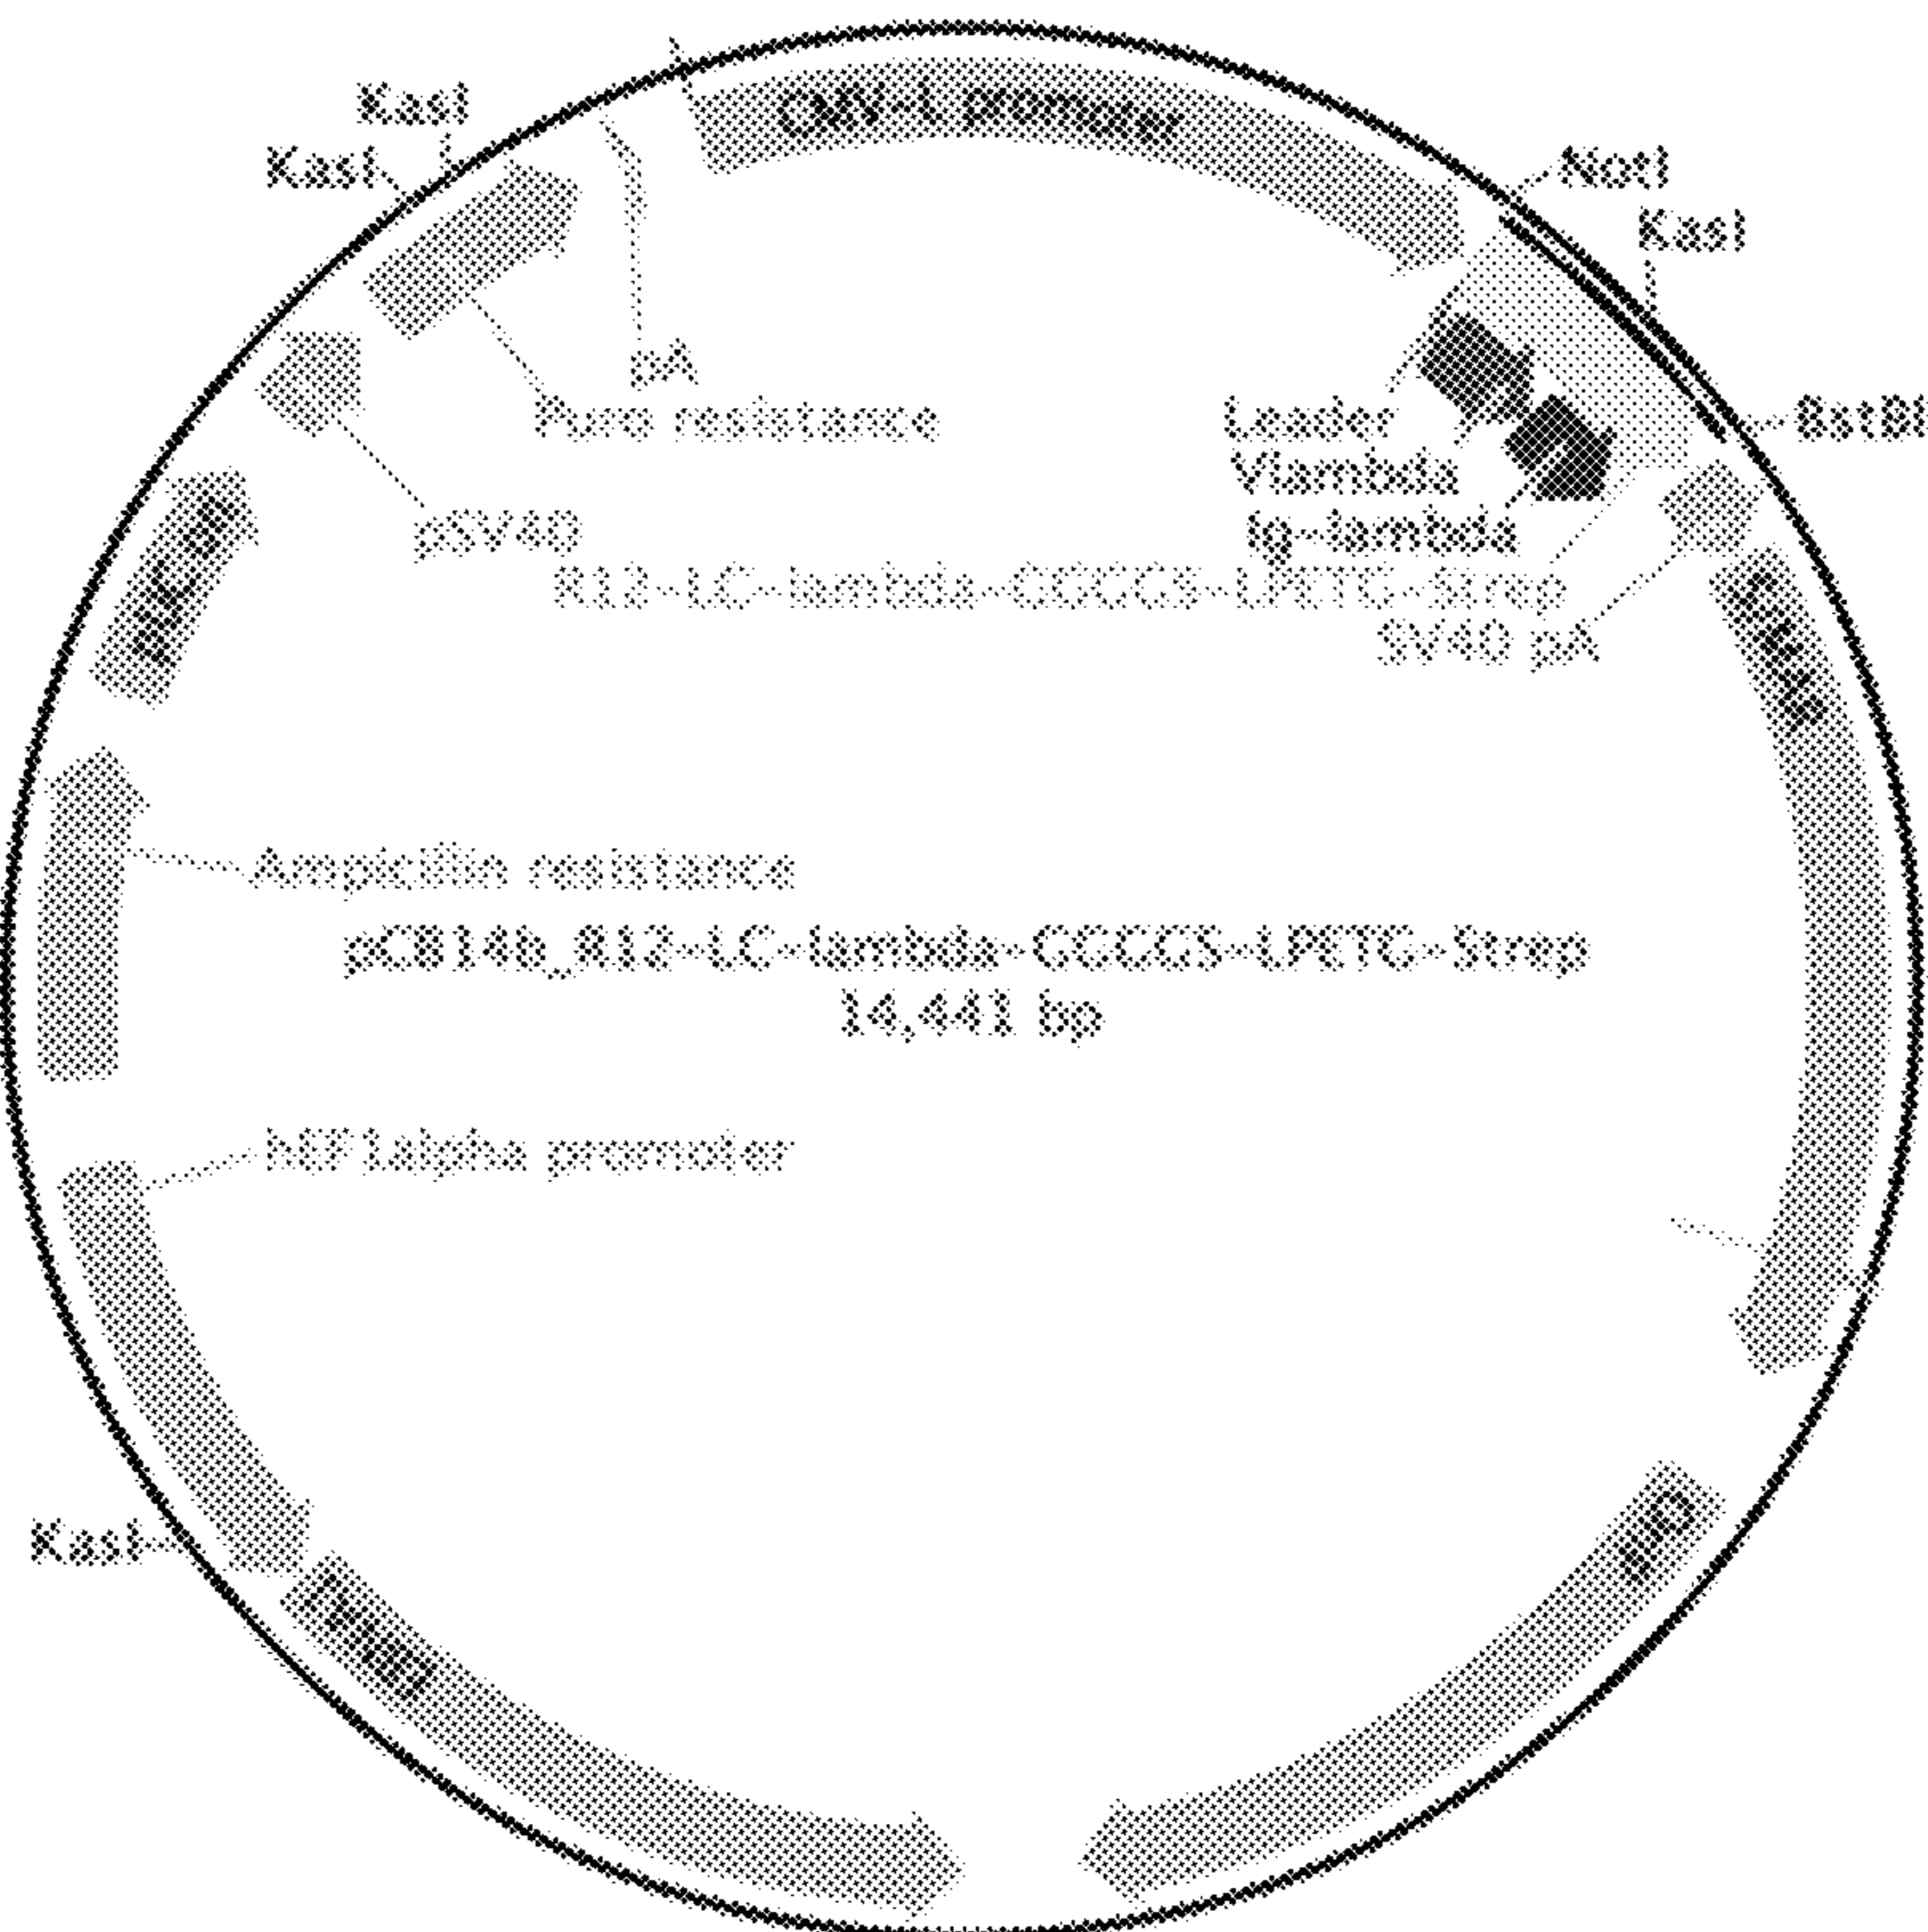 KasI
KasI
CMV-1 promoter
NotI
KasI
pA
Puro resistance
Leader
BstBI
Vlambda
pSV40
Ig-lambda
R12-LC-lambda-GGGGS-LPETG-Strep
SV40 pA
Ampicillin resistance
pCB14b_R12-LC-lambda-GGGGS-LPETG-Strep
14,441 bp
hEF1alpha promoter
KasI